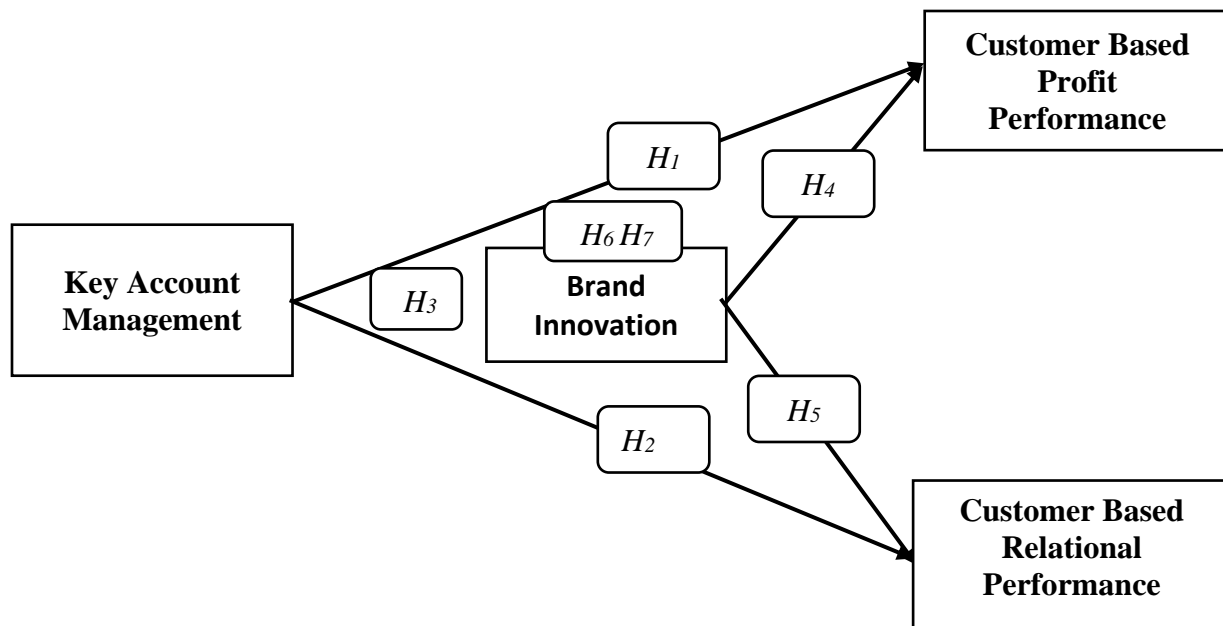 Customer Based
Profit
Performance
H1
H4
H6 H7
Key Account
Management
H3
Brand
Innovation
H5
H2
Customer Based
Relational
Performance